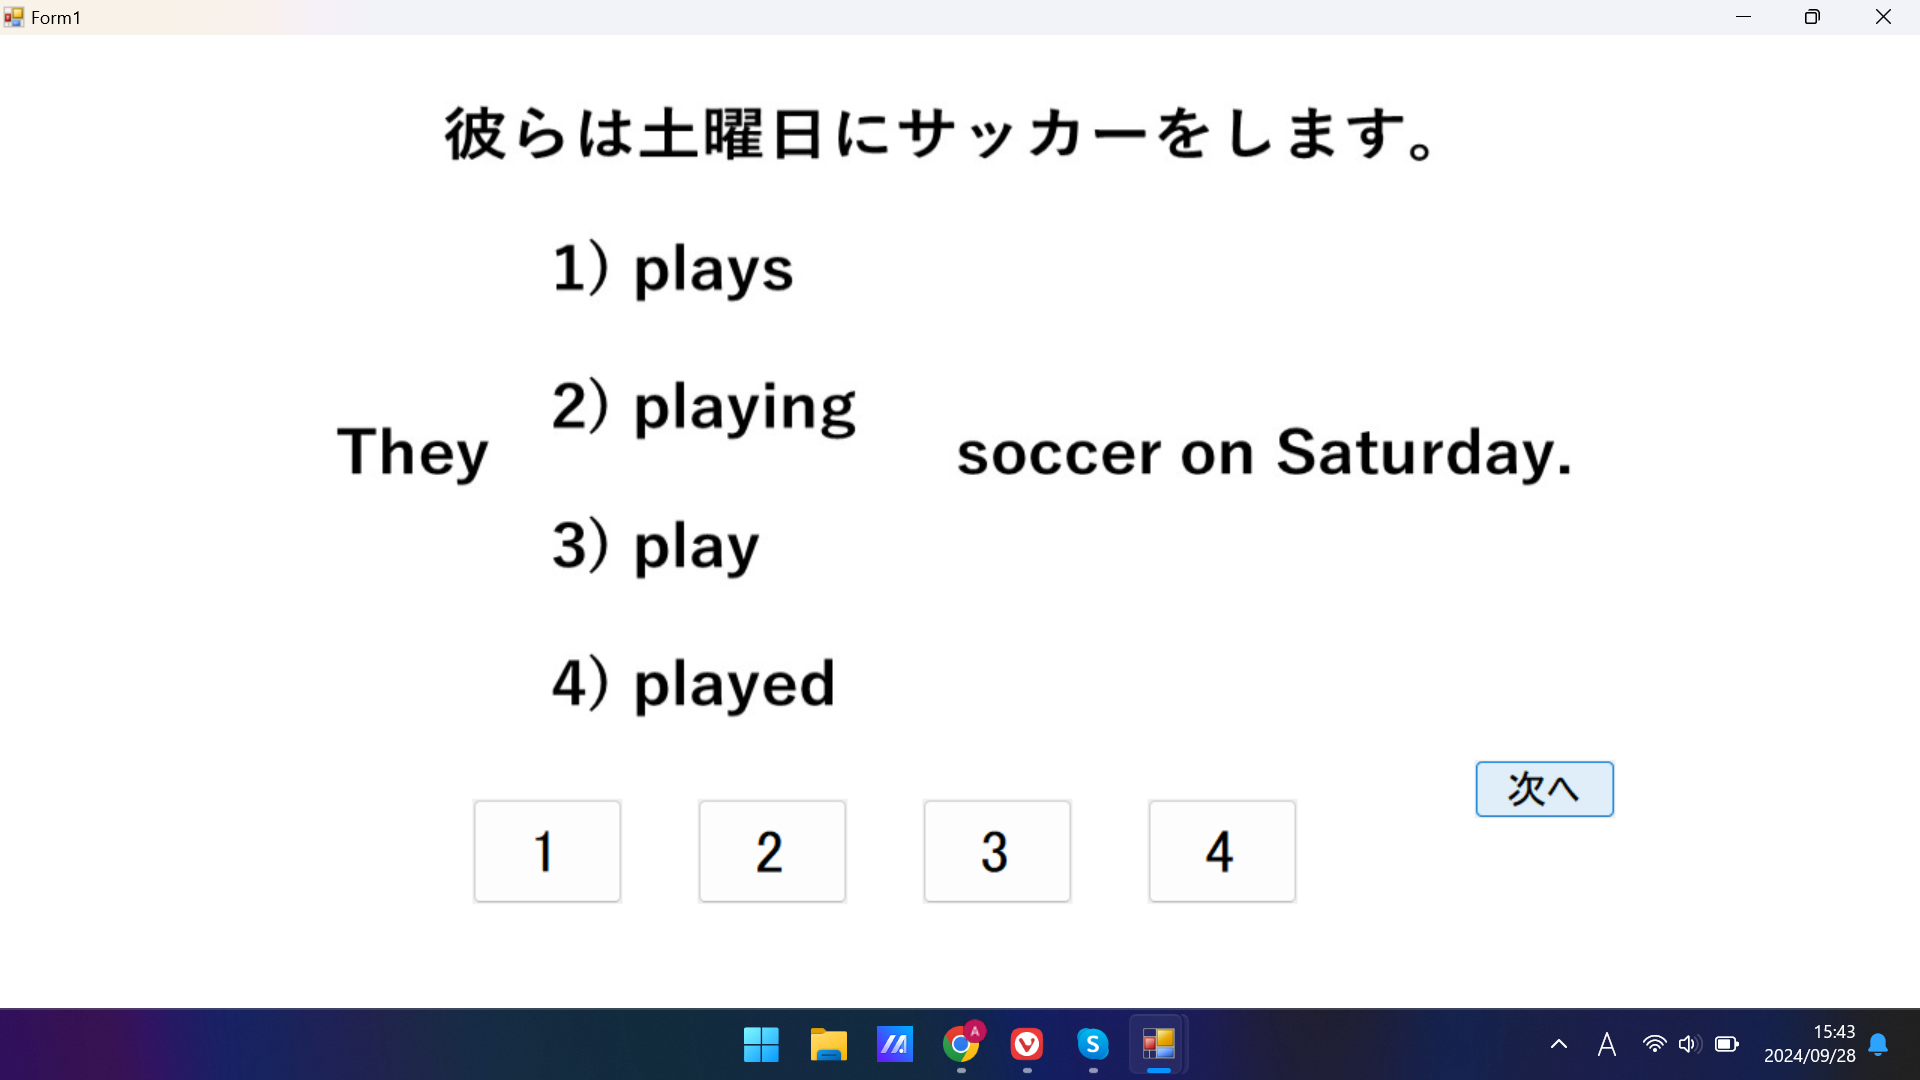 Form1
彼らは土曜日にサッカーをします。
1) plays
2) playing
They
soccer on Saturday.
3) play
4) played
次へ
1
2
3
4
A
S
A
15:43
2024/09/28